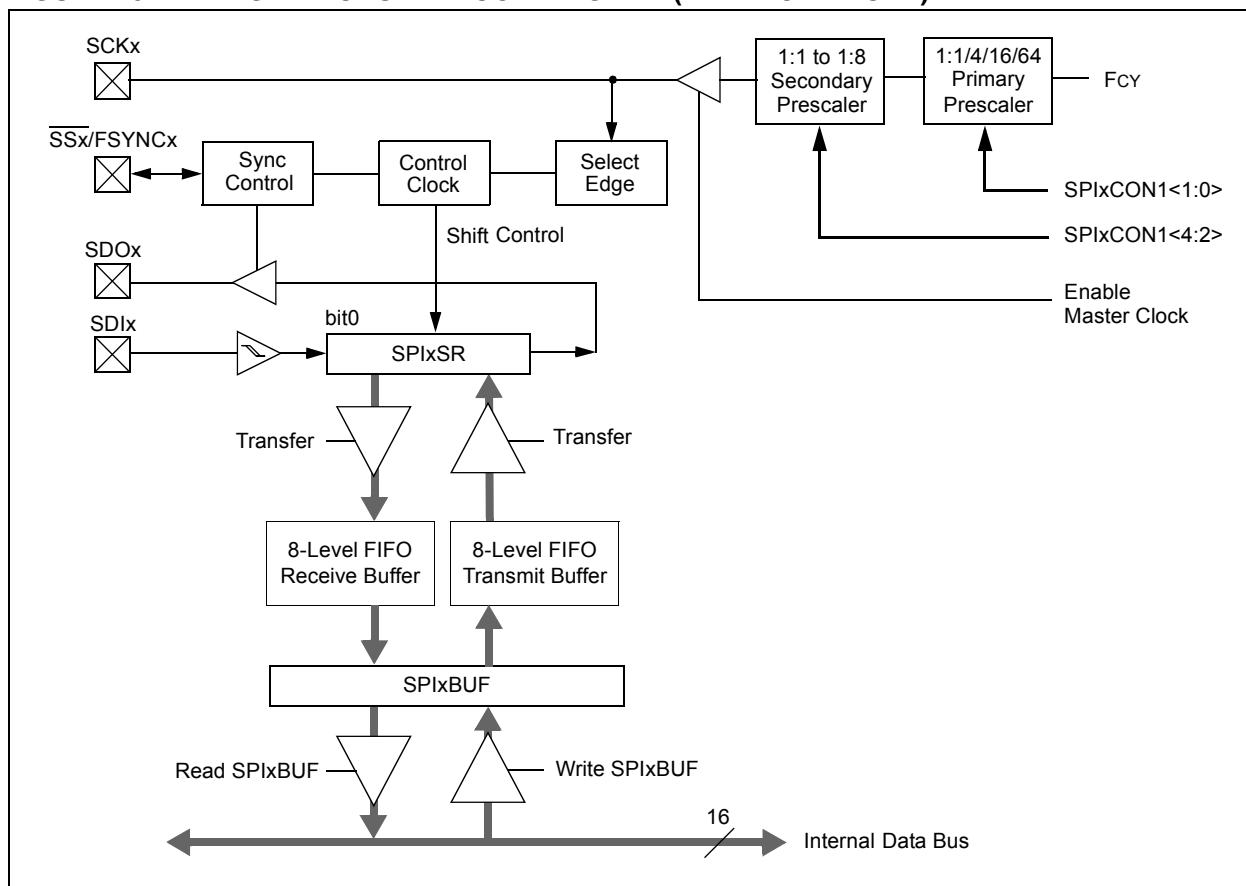 SCKx
1:1 to 1:8
Secondary
Prescaler
1:1/4/16/64
Primary
Prescaler
FCY
SSx/FSYNCx
Sync
Control
Control
Clock
Select
Edge
SPIxCON1<1:0>
SPIxCON1<4:2>
Shift Control
SDOx
Enable
Master Clock
SDIx
bit0
SPIxSR
Transfer
Transfer
8-Level FIFO
Receive Buffer
8-Level FIFO
Transmit Buffer
SPIxBUF
Read SPIxBUF
Write SPIxBUF
16
Internal Data Bus